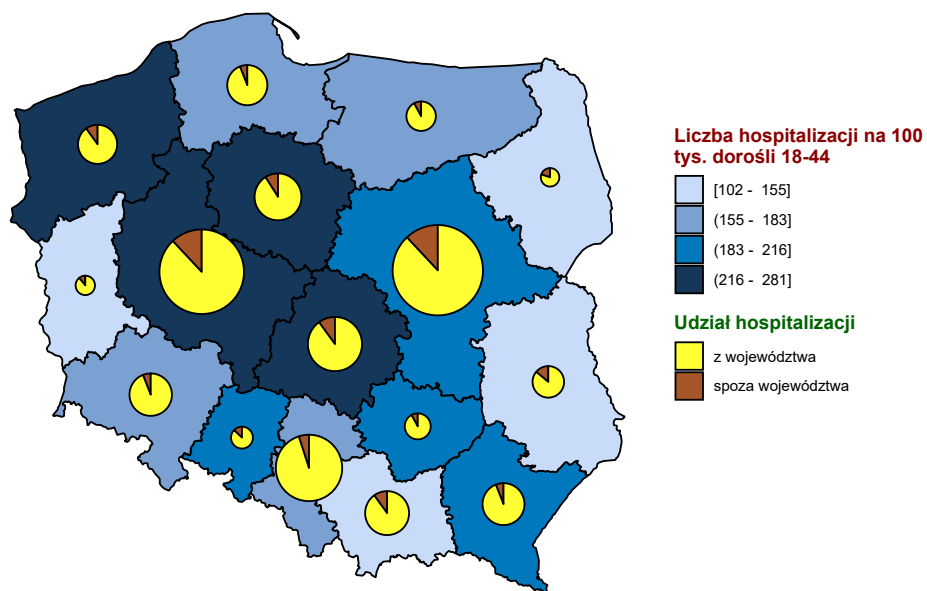 Liczba hospitalizacji na 100
tys. dorośli 18-44
[102 - 155]
(155 - 183]
(183 - 216]
(216 - 281]
Udział hospitalizacji
z województwa
spoza województwa